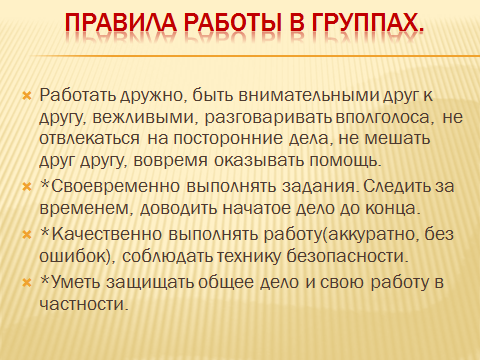 ПРАВИЛА РАБОТЫ В ГРУППАХ.
Работать дружно, быть внимательными друг к
другу, вежливыми, разговаривать вполголоса, не
отвлекаться на посторонние дела, не мешать
друг другу, вовремя оказывать помощь.
*Своевременно выполнять задания. Следить за
временем, доводить начатое дело до конца.
*Качественно выполнять работу(аккуратно, без
ошибок), соблюдать технику безопасности.
*Уметь защищать общее дело и свою работу в
частности.